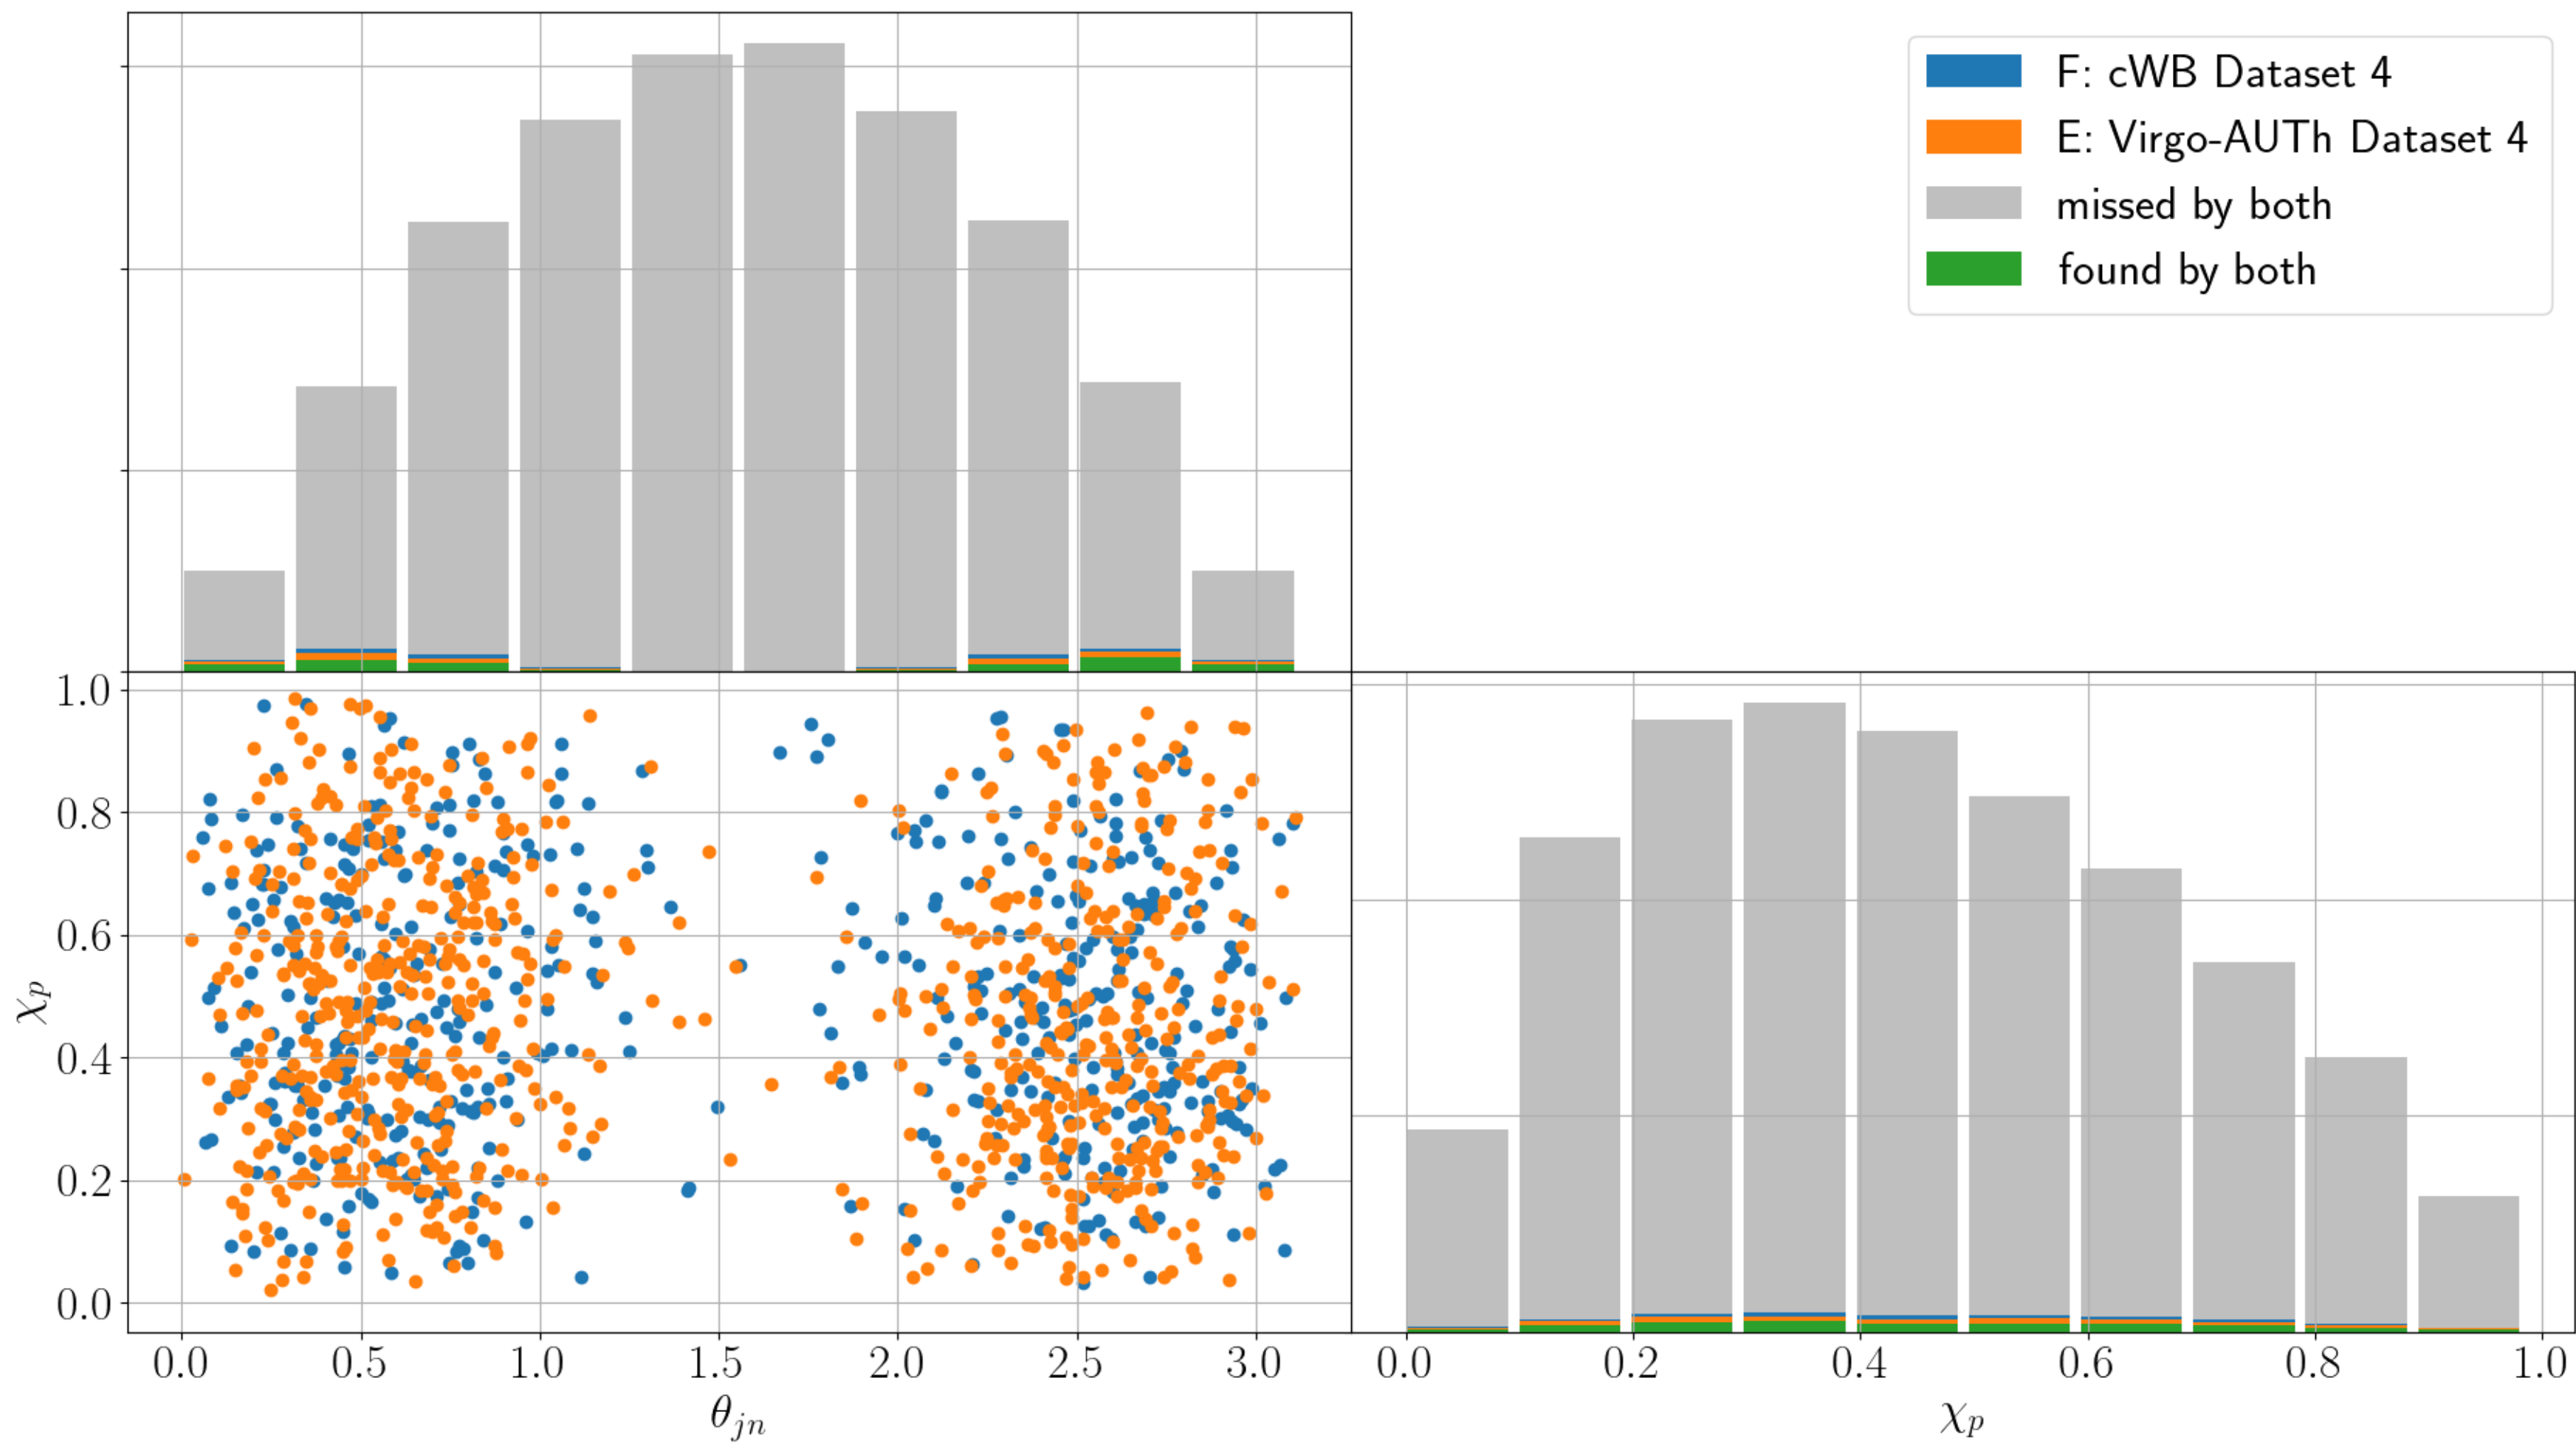 F: cWB Dataset 4
E: Virgo-AUTh Dataset 4
missed by both
found by both
1.0
0.8
0.6
0.4
0.2
0.0
χp
0.0 0.5 1.0 1.5 2.0 2.5 3.0
θjn
0.0 0.2 0.4 0.6 0.8 1.0
χp